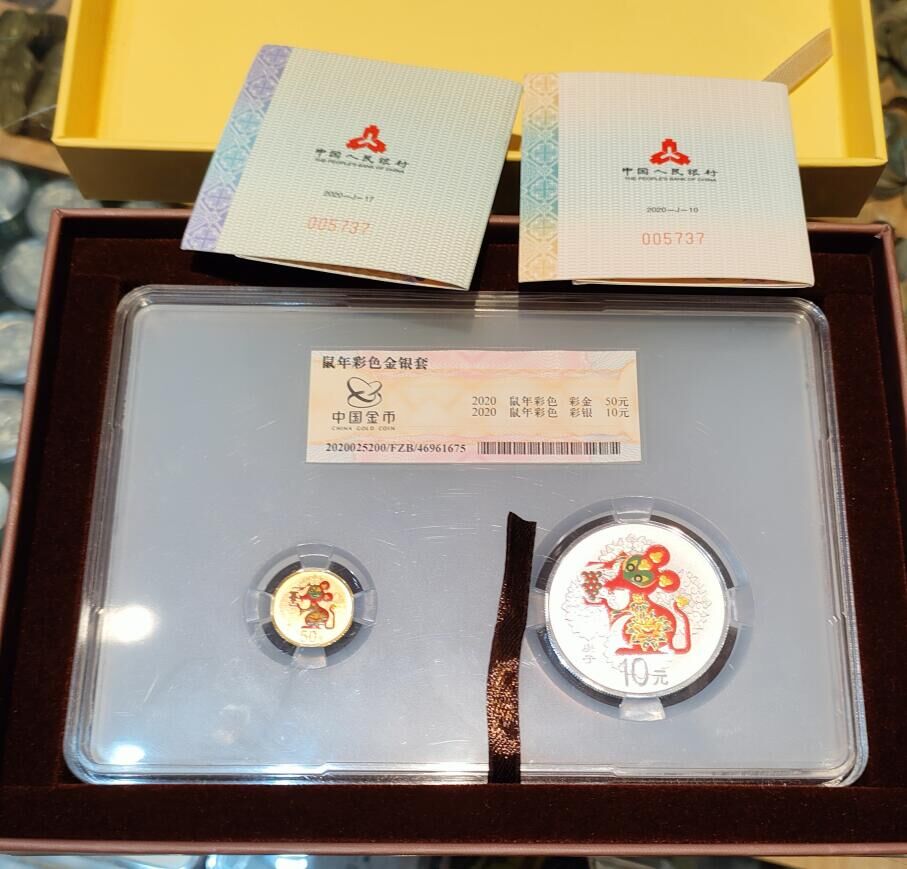 中国人民银行
THE PEOPLE'S BANK OF CHINA
2020—J—17
005737
中国人民银行
THE PEOPLE'S BANK OF CHINA
2020—J—10
005737
鼠年彩色金银套
中国金币
CHINA GOLD COIN
2020 鼠年彩色 彩金 50元
2020 鼠年彩色 彩银 10元
2020025200/FZB/46961675
50元
庚子
10元